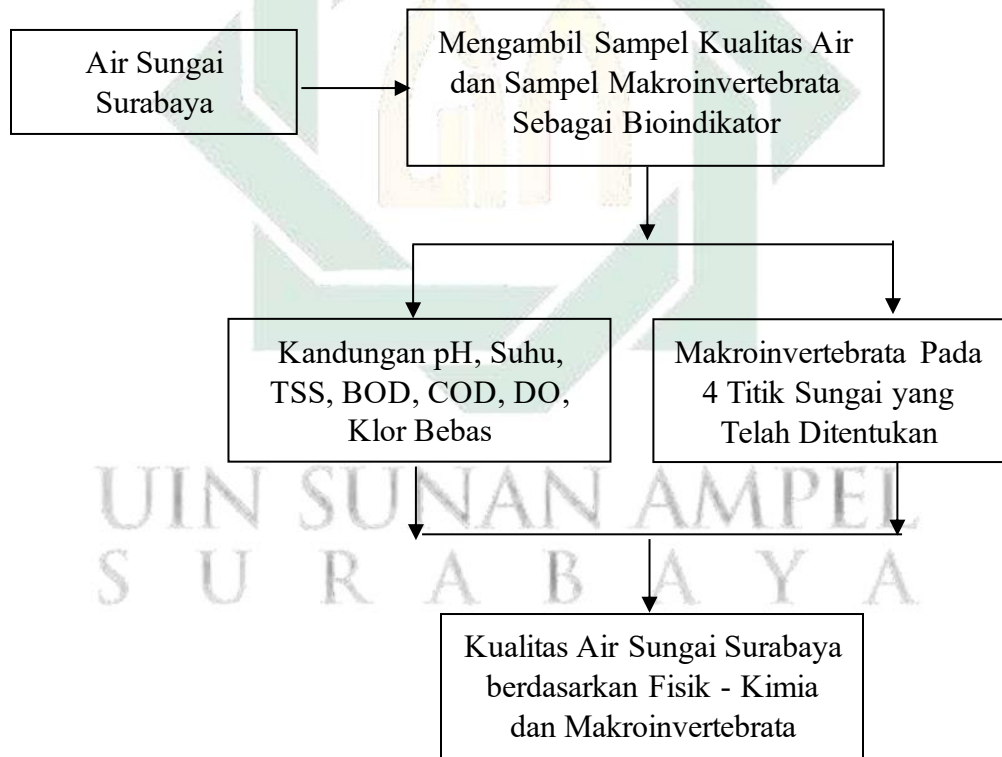 Air Sungai
Surabaya
Mengambil Sampel Kualitas Air
dan Sampel Makroinvertebrata
Sebagai Bioindikator
Kandungan pH, Suhu,
TSS, BOD, COD, DO,
Klor Bebas
Makroinvertebrata Pada
4 Titik Sungai yang
Telah Ditentukan
UIN SUNAN AMPEL
SURABAYA
Kualitas Air Sungai Surabaya
berdasarkan Fisik - Kimia
dan Makroinvertebrata